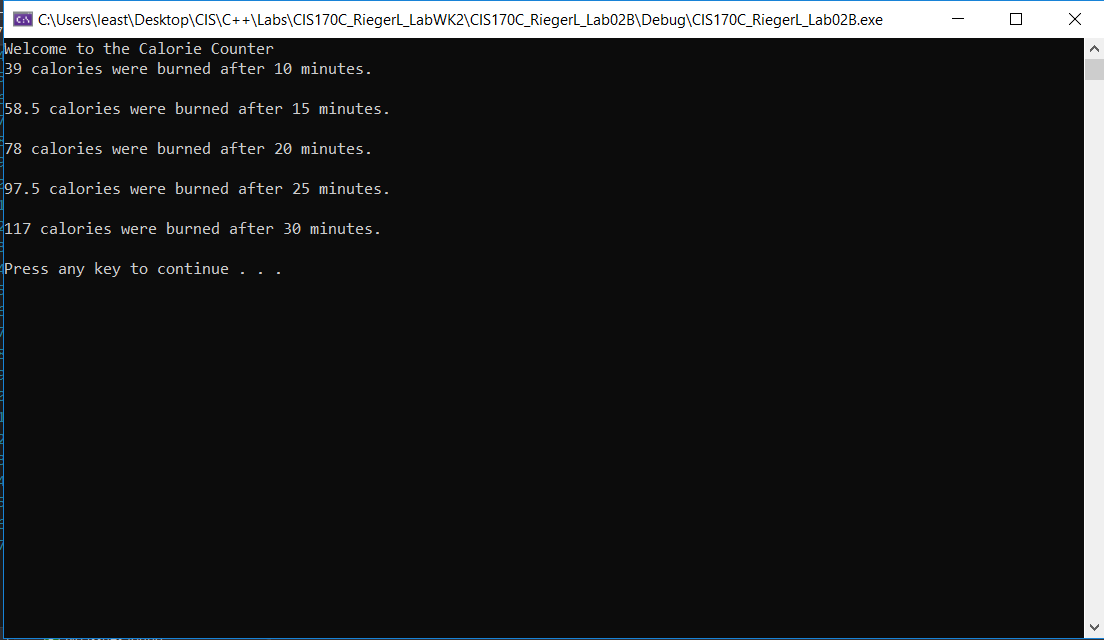 C:\Users\least\Desktop\CIS\C++\Labs\CIS170C_RiegerL_LabWK2\CIS170C_RiegerL_Lab02B\Debug\CIS170C_RiegerL_Lab02B.exe
Welcome to the Calorie Counter
39 calories were burned after 10 minutes.
58.5 calories were burned after 15 minutes.
78 calories were burned after 20 minutes.
97.5 calories were burned after 25 minutes.
117 calories were burned after 30 minutes.
Press any key to continue . . .